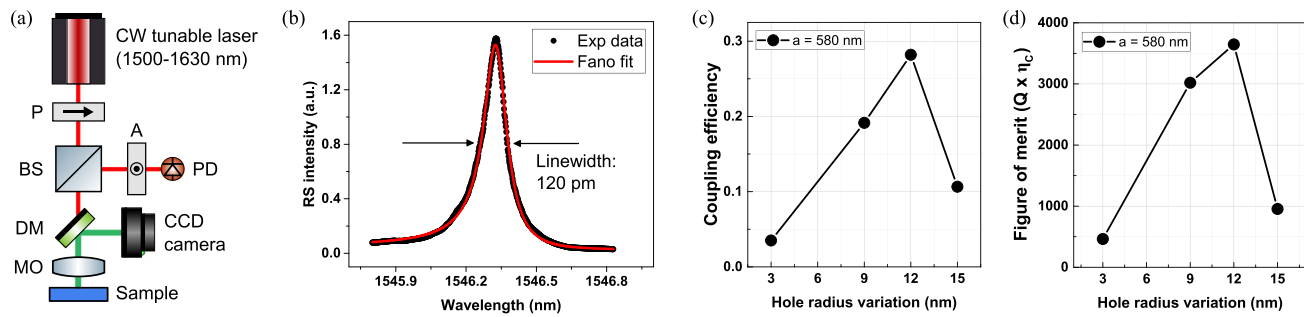 (a)
CW tunable laser
(1500-1630 nm)
P
A
BS
PD
DM
CCD
camera
MO
Sample
(b)
RS intensity (a.u.)
1.6
1.2
0.8
0.4
0.0
Exp data
Fano fit
Linewidth:
120 pm
1545.9
1546.2
1546.5
1546.8
Wavelength (nm)
(c)
Coupling efficiency
0.3
0.2
0.1
0.0
a = 580 nm
3
6
9
12
15
Hole radius variation (nm)
(d)
Figure of merit (Q x η_C)
4000
3000
2000
1000
0
a = 580 nm
3
6
9
12
15
Hole radius variation (nm)